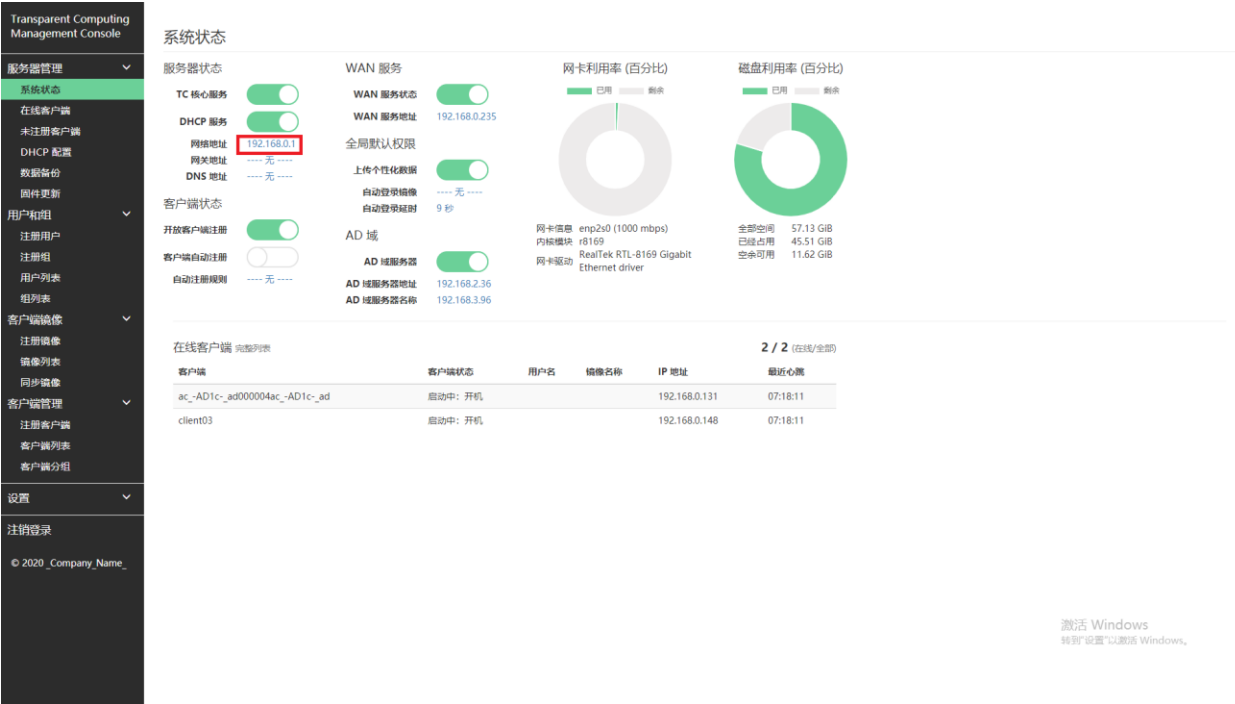 Transparent Computing
Management Console
服务器管理
系统状态
在线客户端
未注册客户端
DHCP 配置
数据备份
固件更新
用户和组
注册用户
注册组
用户列表
组列表
客户端镜像
注册镜像
镜像列表
同步镜像
客户端管理
注册客户端
客户端列表
客户端分组
设置
注销登录
© 2020 _Company_Name_
系统状态
服务器状态
TC 核心服务
DHCP 服务
网络地址 192.168.0.1
网关地址 ---- 无 ----
DNS 地址 ---- 无 ----
客户端状态
开放客户端注册
客户端自动注册
自动注册规则 ---- 无 ----
WAN 服务
WAN 服务状态
WAN 服务地址 192.168.0.235
全局默认权限
上传个性化数据
自动登录镜像 ---- 无 ----
自动登录延时 9 秒
AD 域
AD 域服务器
AD 域服务器地址 192.168.2.36
AD 域服务器名称 192.168.3.96
网卡利用率 (百分比)
已用 剩余
网卡信息 enp2s0 (1000 mbps)
内核模块 r8169
网卡驱动 RealTek RTL-8169 Gigabit
Ethernet driver
磁盘利用率 (百分比)
已用 剩余
全部空间 57.13 GiB
已经占用 45.51 GiB
空余可用 11.62 GiB
在线客户端 完整列表 2 / 2 (在线/全部)
客户端 客户端状态 用户名 镜像名称 IP 地址 最近心跳
ac_-AD1c-_ad000004ac_-AD1c-_ad 启动中：开机 192.168.0.131 07:18:11
client03 启动中：开机 192.168.0.148 07:18:11
激活 Windows
转到"设置"以激活 Windows。